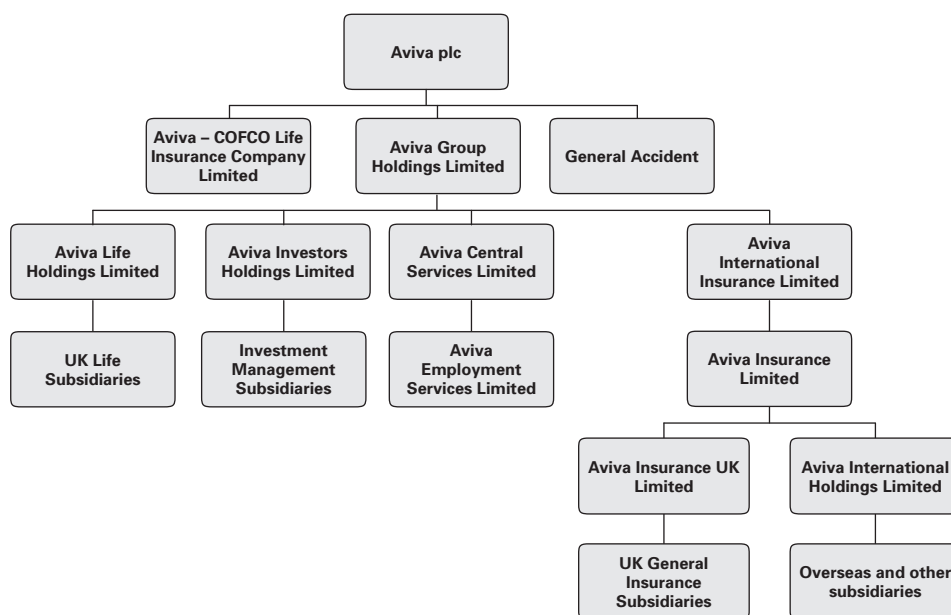 Aviva plc
Aviva – COFCO Life
Insurance Company
Limited
Aviva Group
Holdings Limited
General Accident
Aviva Life
Holdings Limited
Aviva Investors
Holdings Limited
Aviva Central
Services Limited
Aviva
International
Insurance Limited
UK Life
Subsidiaries
Investment
Management
Subsidiaries
Aviva
Employment
Services Limited
Aviva Insurance
Limited
Aviva Insurance UK
Limited
Aviva International
Holdings Limited
UK General
Insurance
Subsidiaries
Overseas and other
subsidiaries